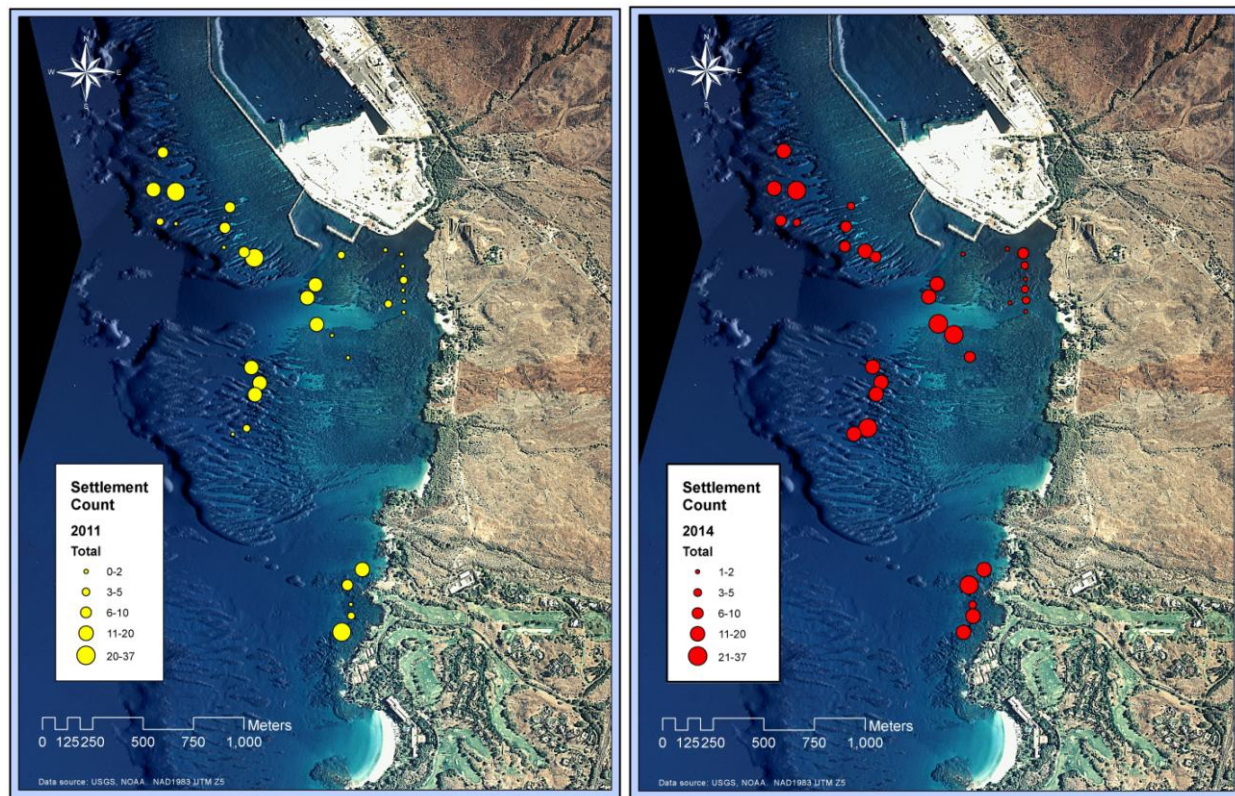 N
W E
S
Settlement
Count
2011
Total
0-2
3-5
6-10
11-20
20-37
Meters
0 125 250 500 750 1,000
Data source: USGS, NOAA. NAD1983 UTM Z5
N
W E
S
Settlement
Count
2014
Total
1-2
3-5
6-10
11-20
21-37
Meters
0 125 250 500 750 1,000
Data source: USGS, NOAA. NAD1983 UTM Z5